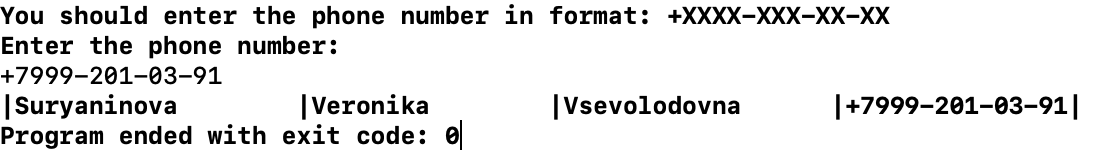 You should enter the phone number in format: +XXXX-XXX-XX-XX
Enter the phone number:
+7999-201-03-91
|Suryaninova |Veronika |Vsevolodovna |+7999-201-03-91|
Program ended with exit code: 0